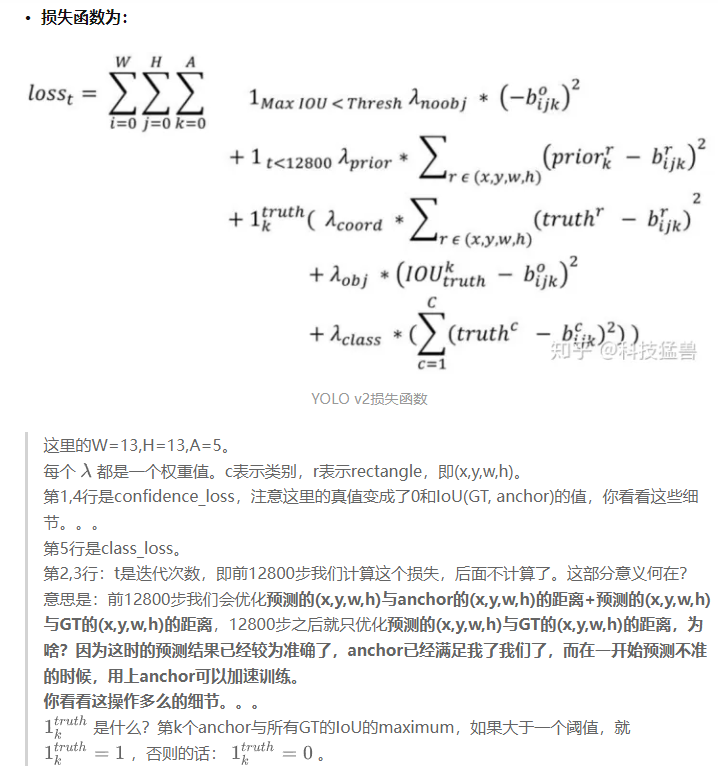 • 损失函数为：
loss_t = \sum_{i=0}^{W} \sum_{j=0}^{H} \sum_{k=0}^{A} 1_{Max IOU < Thresh} λ_{noobj} * (-b_{ijk}^{o})^2
+ 1_{t<12800} λ_{prior} * \sum_{r ϵ (x,y,w,h)} (prior_k^r - b_{ijk}^r)^2
+ 1_k^{truth} ( λ_{coord} * \sum_{r ϵ (x,y,w,h)} (truth^r - b_{ijk}^r)^2
+ λ_{obj} * (IOU_{truth}^k - b_{ijk}^o)^2
+ λ_{class} * (\sum_{c=1}^{C} (truth^c - b_{ijk}^c)^2))
知乎 @科技猛兽
YOLO v2损失函数
这里的W=13,H=13,A=5。
每个 λ 都是一个权重值。c表示类别，r表示rectangle，即(x,y,w,h)。
第1,4行是confidence_loss，注意这里的真值变成了0和IoU(GT, anchor)的值，你看看这些细
节。。。
第5行是class_loss。
第2,3行：t是迭代次数，即前12800步我们计算这个损失，后面不计算了。这部分意义何在？
意思是：前12800步我们会优化预测的(x,y,w,h)与anchor的(x,y,w,h)的距离+预测的(x,y,w,h)
与GT的(x,y,w,h)的距离，12800步之后就只优化预测的(x,y,w,h)与GT的(x,y,w,h)的距离，为
啥？因为这时的预测结果已经较为准确了，anchor已经满足我了我们了，而在一开始预测不准
的时候，用上anchor可以加速训练。
你看看这操作多么的细节。。。
1_k^{truth} 是什么？第k个anchor与所有GT的IoU的maximum，如果大于一个阈值，就
1_k^{truth} = 1 ，否则的话： 1_k^{truth} = 0 。